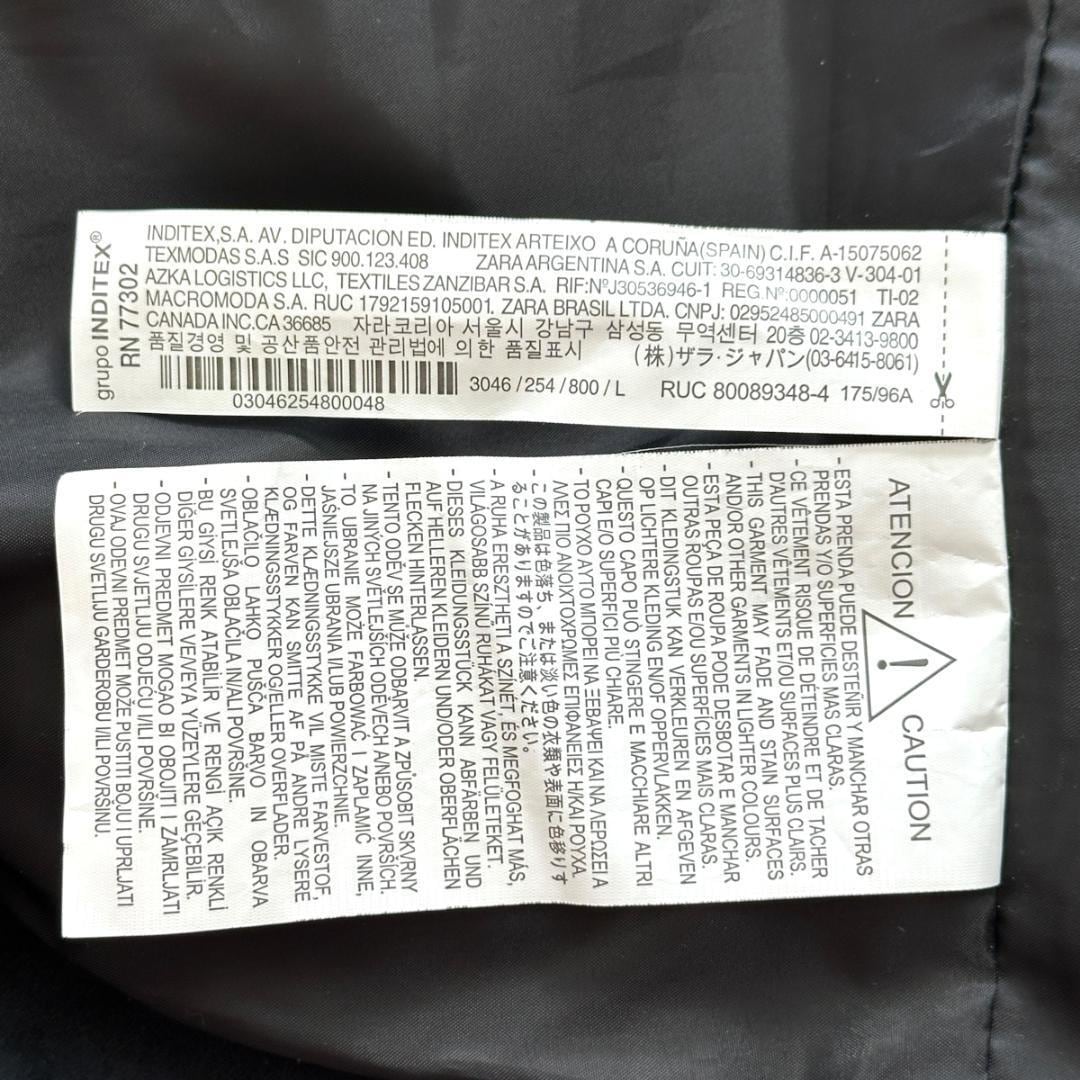 grupo INDITEX®
RN 77302
INDITEX,S.A. AV. DIPUTACION ED. INDITEX ARTEIXO A CORUÑA(SPAIN) C.I.F. A-15075062
TEXMODAS S.A.S SIC 900.123.408 ZARA ARGENTINA S.A. CUIT: 30-69314836-3 V-304-01
AZKA LOGISTICS LLC, TEXTILES ZANZIBAR S.A. RIF:Nº.J30536946-1 REG.Nº:0000051 TI-02
MACROMODA S.A. RUC 1792159105001. ZARA BRASIL LTDA. CNPJ: 02952485000491 ZARA
CANADA INC.CA 36685 자라코리아 서울시 강남구 삼성동 무역센터 20층 02-3413-9800
품질경영 및 공산품안전 관리법에 의한 품질표시 (株)ザラ・ジャパン(03-6415-8061)
3046 / 254 / 800 / L RUC 80089348-4 175/96A
03046254800048
ATENCION CAUTION
- ESTA PRENDA PUEDE DESTEÑIR Y MANCHAR OTRAS
PRENDAS Y/O SUPERFICIES MAS CLARAS.
- CE VÊTEMENT RISQUE DE DÉTEINDRE ET DE TACHER
D'AUTRES VÊTEMENTS ET/OU SURFACES PLUS CLAIRS.
- THIS GARMENT MAY FADE AND STAIN SURFACES
AND/OR OTHER GARMENTS IN LIGHTER COLOURS.
- ESTA PEÇA DE ROUPA PODE DESBOTAR E MANCHAR
OUTRAS ROUPAS E/OU SUPERFÍCIES MAIS CLARAS.
- DIT KLEDINGSTUK KAN VERKLEUREN EN AFGEVEN
OP LICHTERE KLEDING EN/OF OPPERVLAKKEN.
- QUESTO CAPO PUÒ STINGERE E MACCHIARE ALTRI
CAPI E/O SUPERFICI PIÙ CHIARE.
- ΤΟ ΡΟΥΧΟ ΑΥΤΟ ΜΠΟΡΕΙ ΝΑ ΞΕΒΑΨΕΙ ΚΑΙ ΝΑ ΛΕΡΩΣΕΙ Α
ΛΛΕΣ ΠΙΟ ΑΝΟΙΧΤΟΧΡΩΜΕΣ ΕΠΙΦΑΝΕΙΕΣ Η/ΚΑΙ ΡΟΥΧΑ.
- この製品は色落ち、または淡い色の衣類や表面に色移りす
ることがありますのでご注意ください。
- A RUHA ERESZTHETI A SZÍNÉT, ÉS MEGFOGHAT MÁS,
VILÁGOSABB SZÍNŰ RUHÁKAT VAGY FELÜLETEKET.
- DIESES KLEIDUNGSSTÜCK KANN ABFÄRBEN UND
AUF HELLEREN KLEIDERN UND/ODER OBERFLÄCHEN
FLECKEN HINTERLASSEN.
- TENTO ODĚV SE MŮŽE ODBARVIT A ZPŮSOBIT SKVRNY
NA JINÝCH SVĚTLEJŠÍCH ODĚVECH A/NEBO POVRŠÍCH.
- TO UBRANIE MOŻE FARBOWAĆ I ZAPLAMIĆ INNE,
JAŚNIEJSZE UBRANIA I/LUB POWIERZCHNIE.
- DETTE KLÆDNINGSSTYKKE VIL MISTE FARVESTOF,
OG FARVEN KAN SMITTE AF PÅ ANDRE LYSERE
KLÆDNINGSSTYKKER OG/ELLER OVERFLADER.
- OBLAČILO LAHKO PUŠČA BARVO IN OBARVA
SVETLEJŠA OBLAČILA IN/ALI POVRŠINE.
- BU GİYSİ RENK ATABİLİR VE RENGİ AÇIK RENKLİ
DİĞER GİYSİLERE VE/VEYA YÜZEYLERE GEÇEBİLİR.
- ODJEVNI PREDMET MOGAO BI OBOJITI I ZAMRLJATI
DRUGU SVJETLIJU ODJEĆU I/ILI POVRŠINE.
- OVAJ ODEVNI PREDMET MOŽE PUSTITI BOJU I UPRLJATI
DRUGU SVETLIJU GARDEROBU I/ILI POVRŠINU.